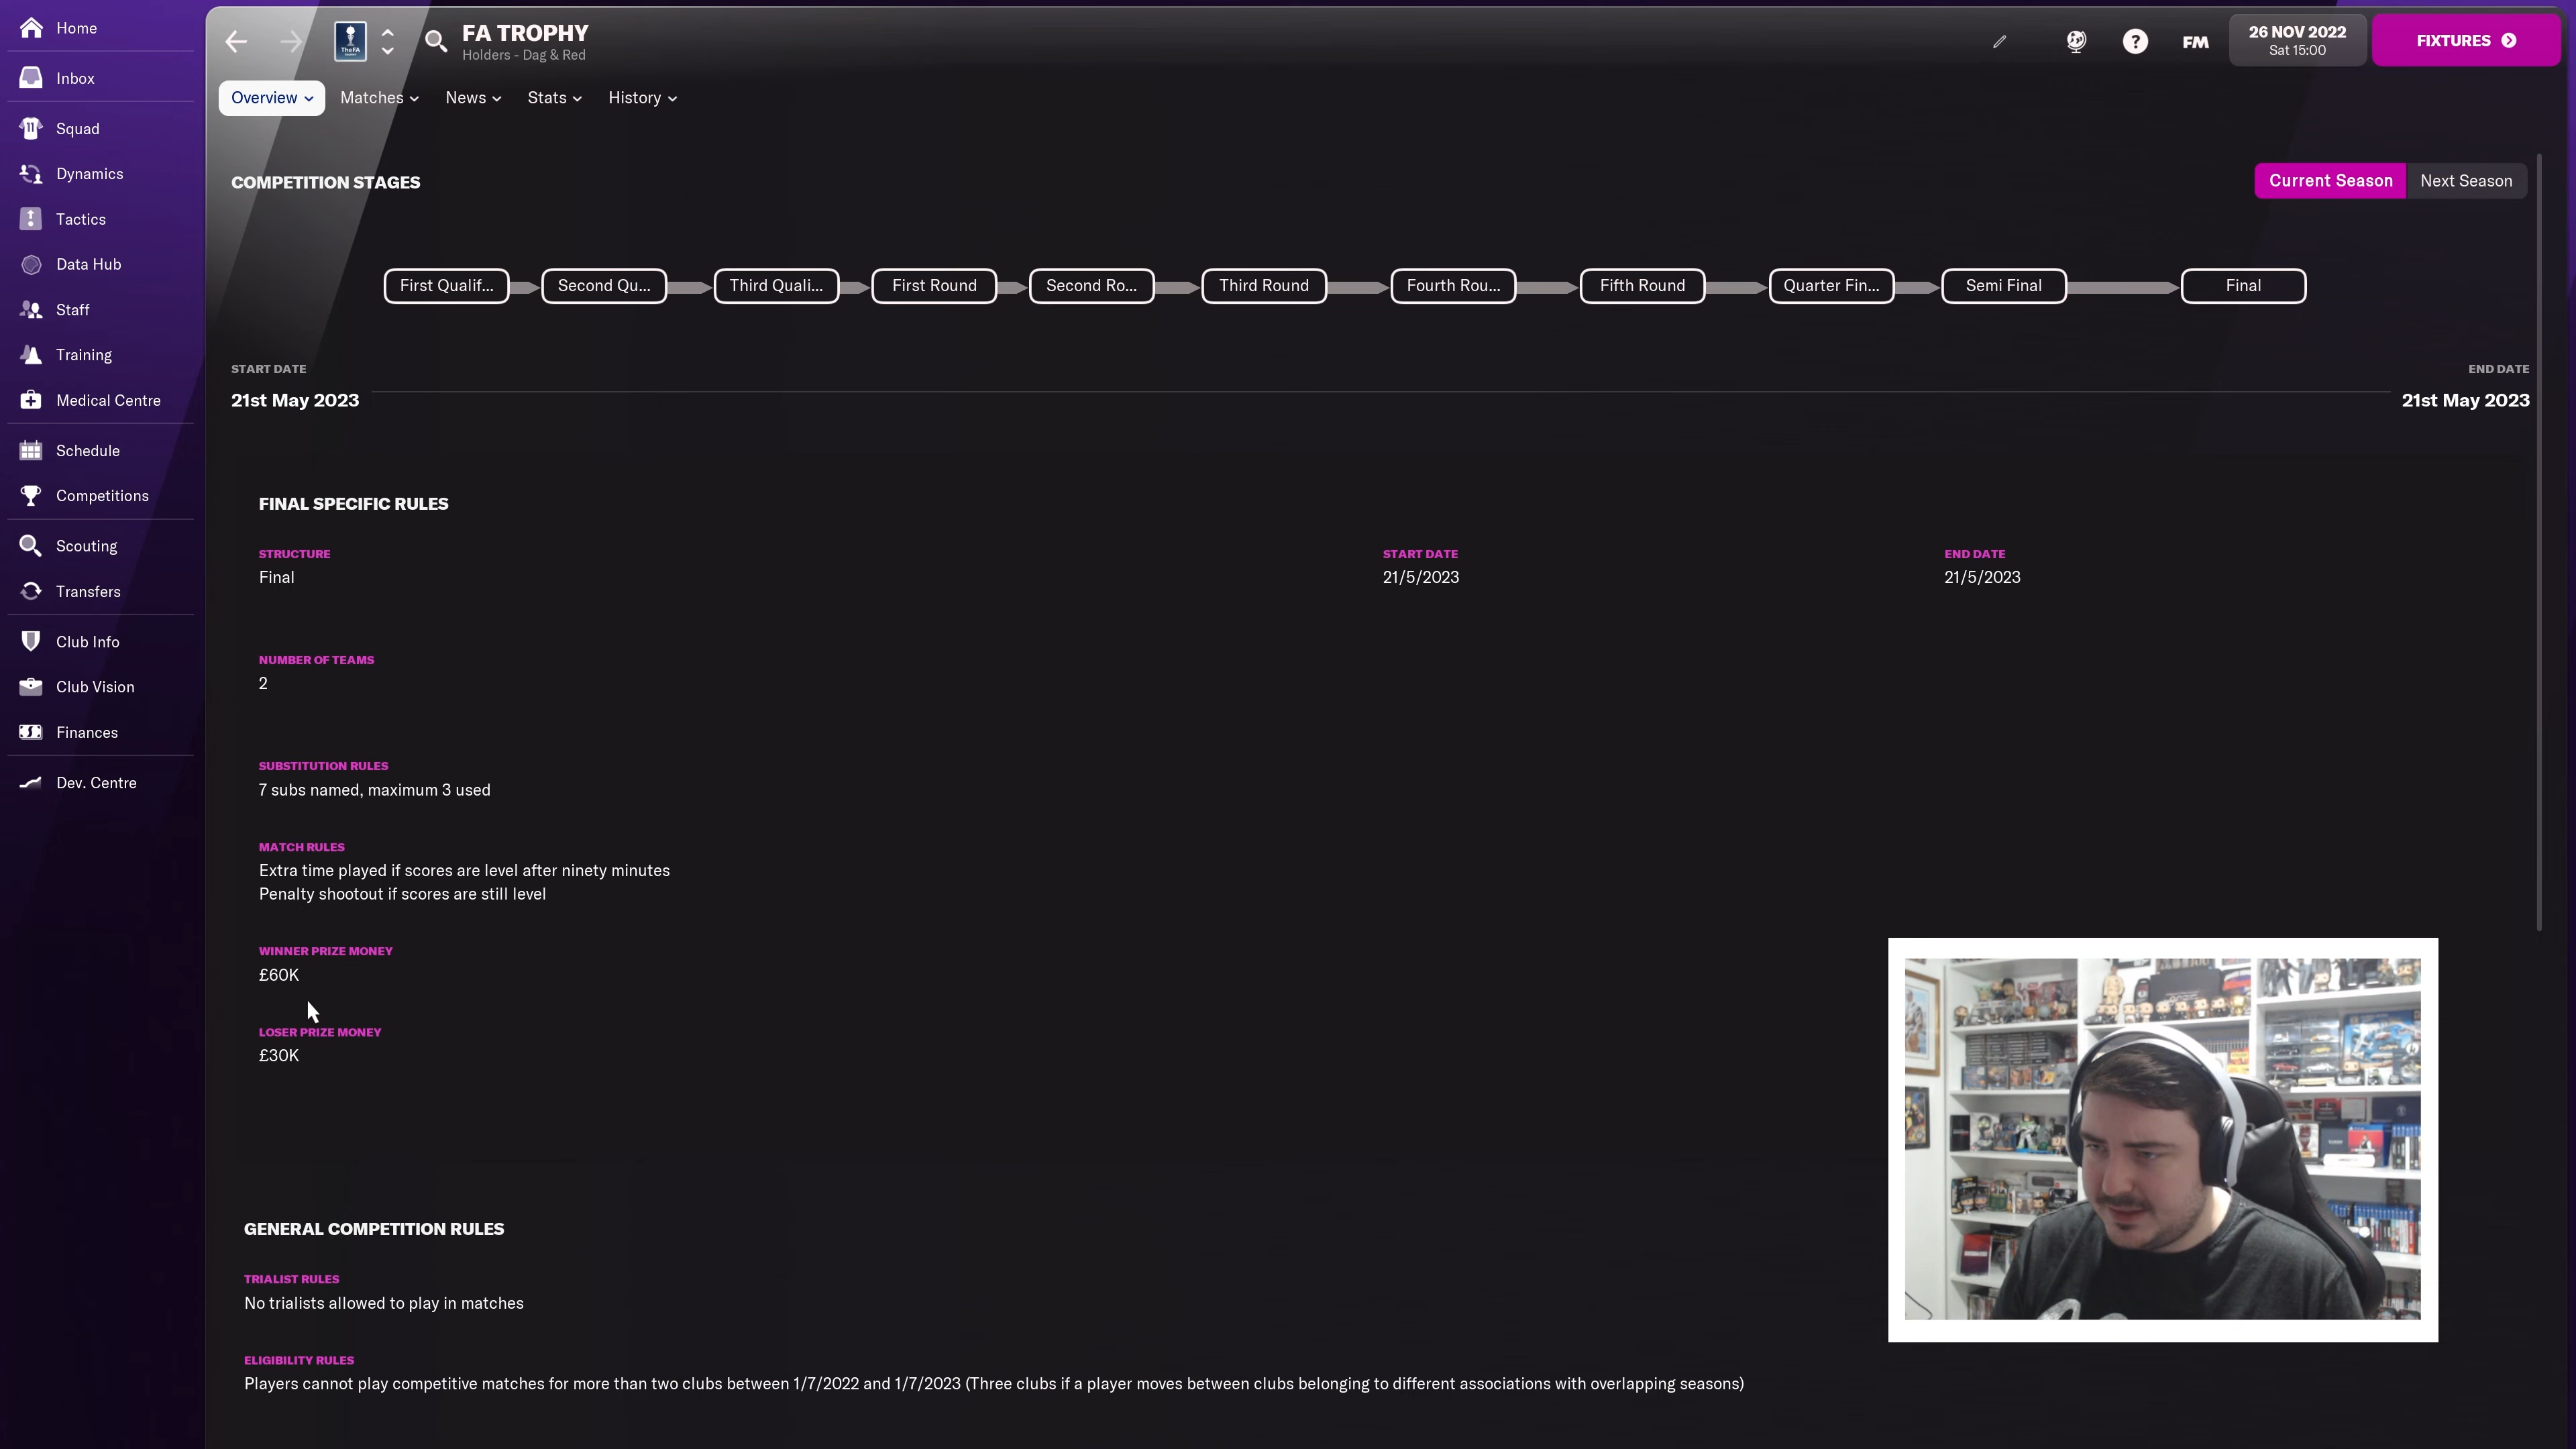 Home
Inbox
Squad
Dynamics
Tactics
Data Hub
Staff
Training
Medical Centre
Schedule
Competitions
Scouting
Transfers
Club Info
Club Vision
Finances
Dev. Centre
FA TROPHY
Holders - Dag & Red
FM
26 NOV 2022
Sat 15:00
FIXTURES
Overview
Matches
News
Stats
History
COMPETITION STAGES
Current Season
Next Season
First Qualif...
Second Qu...
Third Quali...
First Round
Second Ro...
Third Round
Fourth Rou...
Fifth Round
Quarter Fin...
Semi Final
Final
START DATE
21st May 2023
END DATE
21st May 2023
FINAL SPECIFIC RULES
STRUCTURE
Final
START DATE
21/5/2023
END DATE
21/5/2023
NUMBER OF TEAMS
2
SUBSTITUTION RULES
7 subs named, maximum 3 used
MATCH RULES
Extra time played if scores are level after ninety minutes
Penalty shootout if scores are still level
WINNER PRIZE MONEY
£60K
LOSER PRIZE MONEY
£30K
GENERAL COMPETITION RULES
TRIALIST RULES
No trialists allowed to play in matches
ELIGIBILITY RULES
Players cannot play competitive matches for more than two clubs between 1/7/2022 and 1/7/2023 (Three clubs if a player moves between clubs belonging to different associations with overlapping seasons)